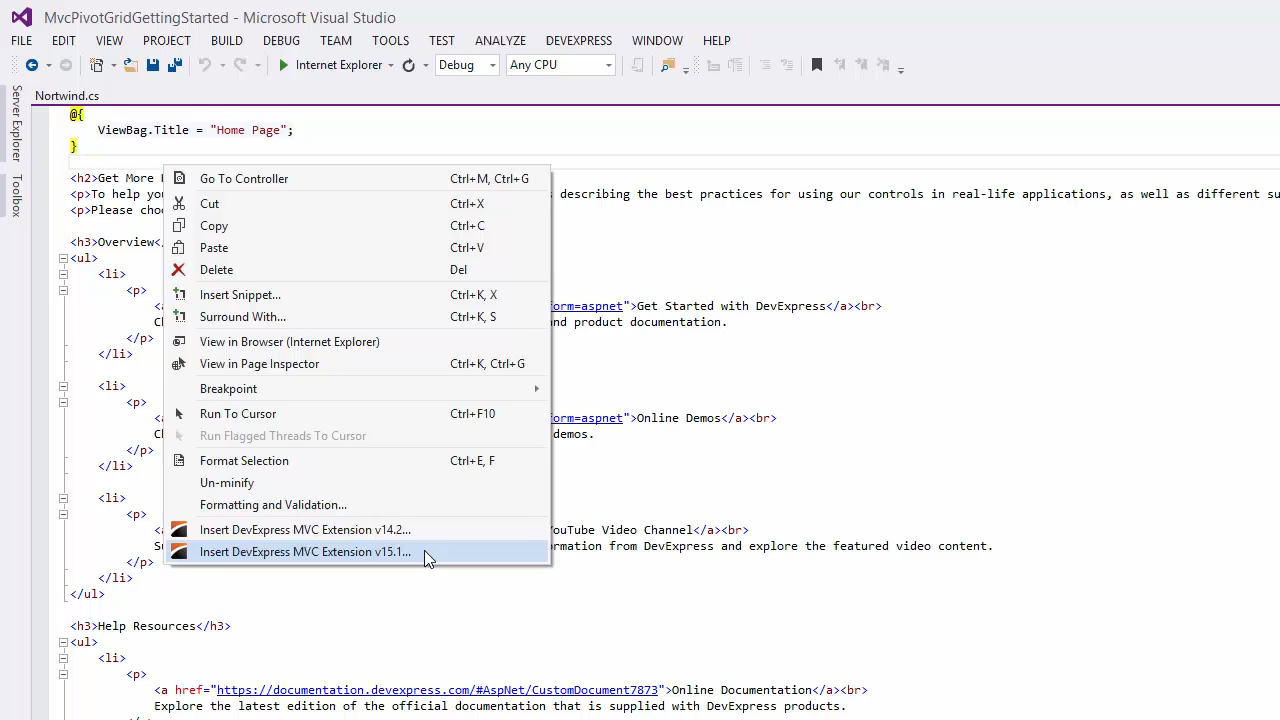 MvcPivotGridGettingStarted - Microsoft Visual Studio
FILE EDIT VIEW PROJECT BUILD DEBUG TEAM TOOLS TEST ANALYZE DEVEXPRESS WINDOW HELP
Internet Explorer Debug Any CPU
Server Explorer
Toolbox
Nortwind.cs
@{
ViewBag.Title = "Home Page";
}
<h2>Get More
<p>To help you s describing the best practices for using our controls in real-life applications, as well as different su
<p>Please choo
<h3>Overview</
<ul>
<li>
<p>
<a form=aspnet">Get Started with DevExpress</a><br>
Ch and product documentation.
</p>
</li>
<li>
<p>
<a form=aspnet">Online Demos</a><br>
Ch demos.
</p>
</li>
<li>
<p>
<a YouTube Video Channel</a><br>
Su ormation from DevExpress and explore the featured video content.
</p>
</li>
</ul>
<h3>Help Resources</h3>
<ul>
<li>
<p>
<a href="https://documentation.devexpress.com/#AspNet/CustomDocument7873">Online Documentation</a><br>
Explore the latest edition of the official documentation that is supplied with DevExpress products.
Go To Controller Ctrl+M, Ctrl+G
Cut Ctrl+X
Copy Ctrl+C
Paste Ctrl+V
Delete Del
Insert Snippet... Ctrl+K, X
Surround With... Ctrl+K, S
View in Browser (Internet Explorer)
View in Page Inspector Ctrl+K, Ctrl+G
Breakpoint
Run To Cursor Ctrl+F10
Run Flagged Threads To Cursor
Format Selection Ctrl+E, F
Un-minify
Formatting and Validation...
Insert DevExpress MVC Extension v14.2...
Insert DevExpress MVC Extension v15.1...